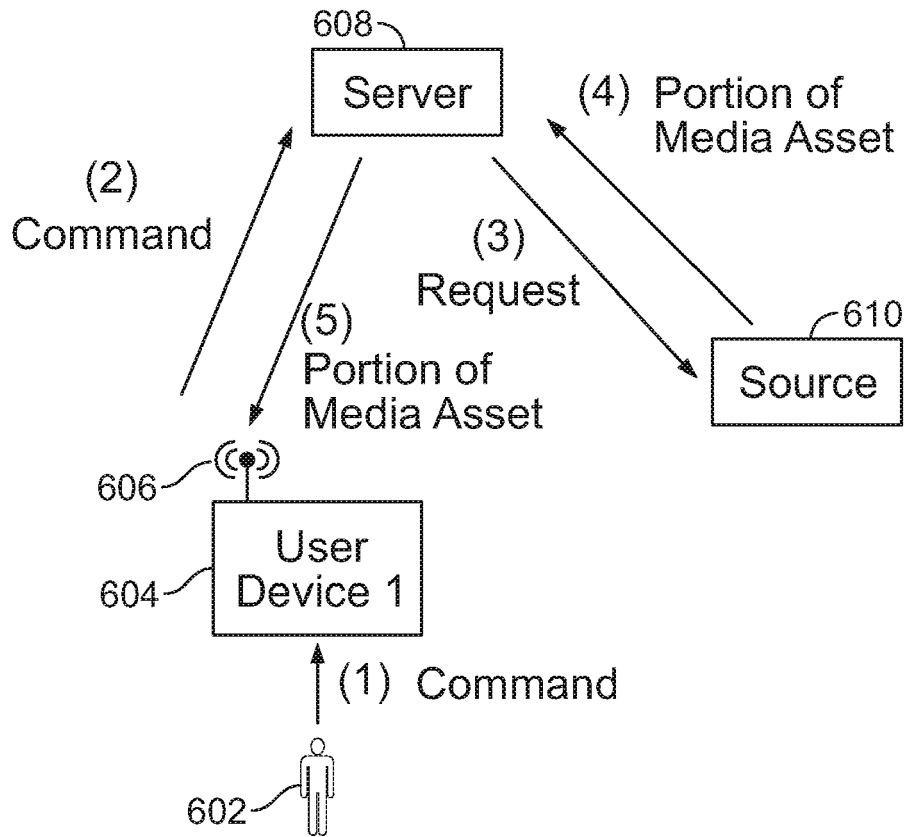 608
Server
(4) Portion of
Media Asset
(2)
Command
(3)
Request
(5)
Portion of
Media Asset
610
Source
606
User
Device 1
604
(1) Command
602